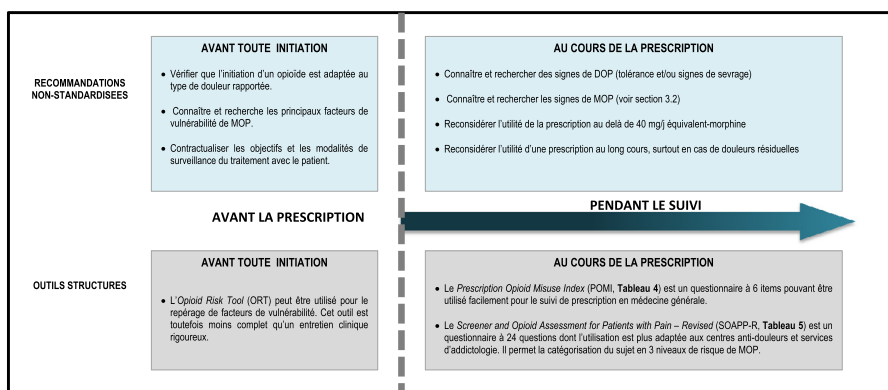 AVANT TOUTE INITIATION
• Vérifier que l'initiation d'un opioïde est adaptée au
type de douleur rapportée.
• Connaître et recherche les principaux facteurs de
vulnérabilité de MOP.
• Contractualiser les objectifs et les modalités de
surveillance du traitement avec le patient.
AU COURS DE LA PRESCRIPTION
• Connaître et rechercher des signes de DOP (tolérance et/ou signes de sevrage)
• Connaître et rechercher les signes de MOP (voir section 3.2)
• Reconsidérer l'utilité de la prescription au delà de 40 mg/j équivalent-morphine
• Reconsidérer l'utilité d'une prescription au long cours, surtout en cas de douleurs résiduelles
RECOMMANDATIONS
NON-STANDARDISEES
AVANT LA PRESCRIPTION
PENDANT LE SUIVI
OUTILS STRUCTURES
AVANT TOUTE INITIATION
• L'Opioid Risk Tool (ORT) peut être utilisé pour le
repérage de facteurs de vulnérabilité. Cet outil est
toutefois moins complet qu'un entretien clinique
rigoureux.
AU COURS DE LA PRESCRIPTION
• Le Prescription Opioid Misuse Index (POMI, Tableau 4) est un questionnaire à 6 items pouvant être
utilisé facilement pour le suivi de prescription en médecine générale.
• Le Screener and Opioid Assessment for Patients with Pain – Revised (SOAPP-R, Tableau 5) est un
questionnaire à 24 questions dont l'utilisation est plus adaptée aux centres anti-douleurs et services
d'addictologie. Il permet la catégorisation du sujet en 3 niveaux de risque de MOP.